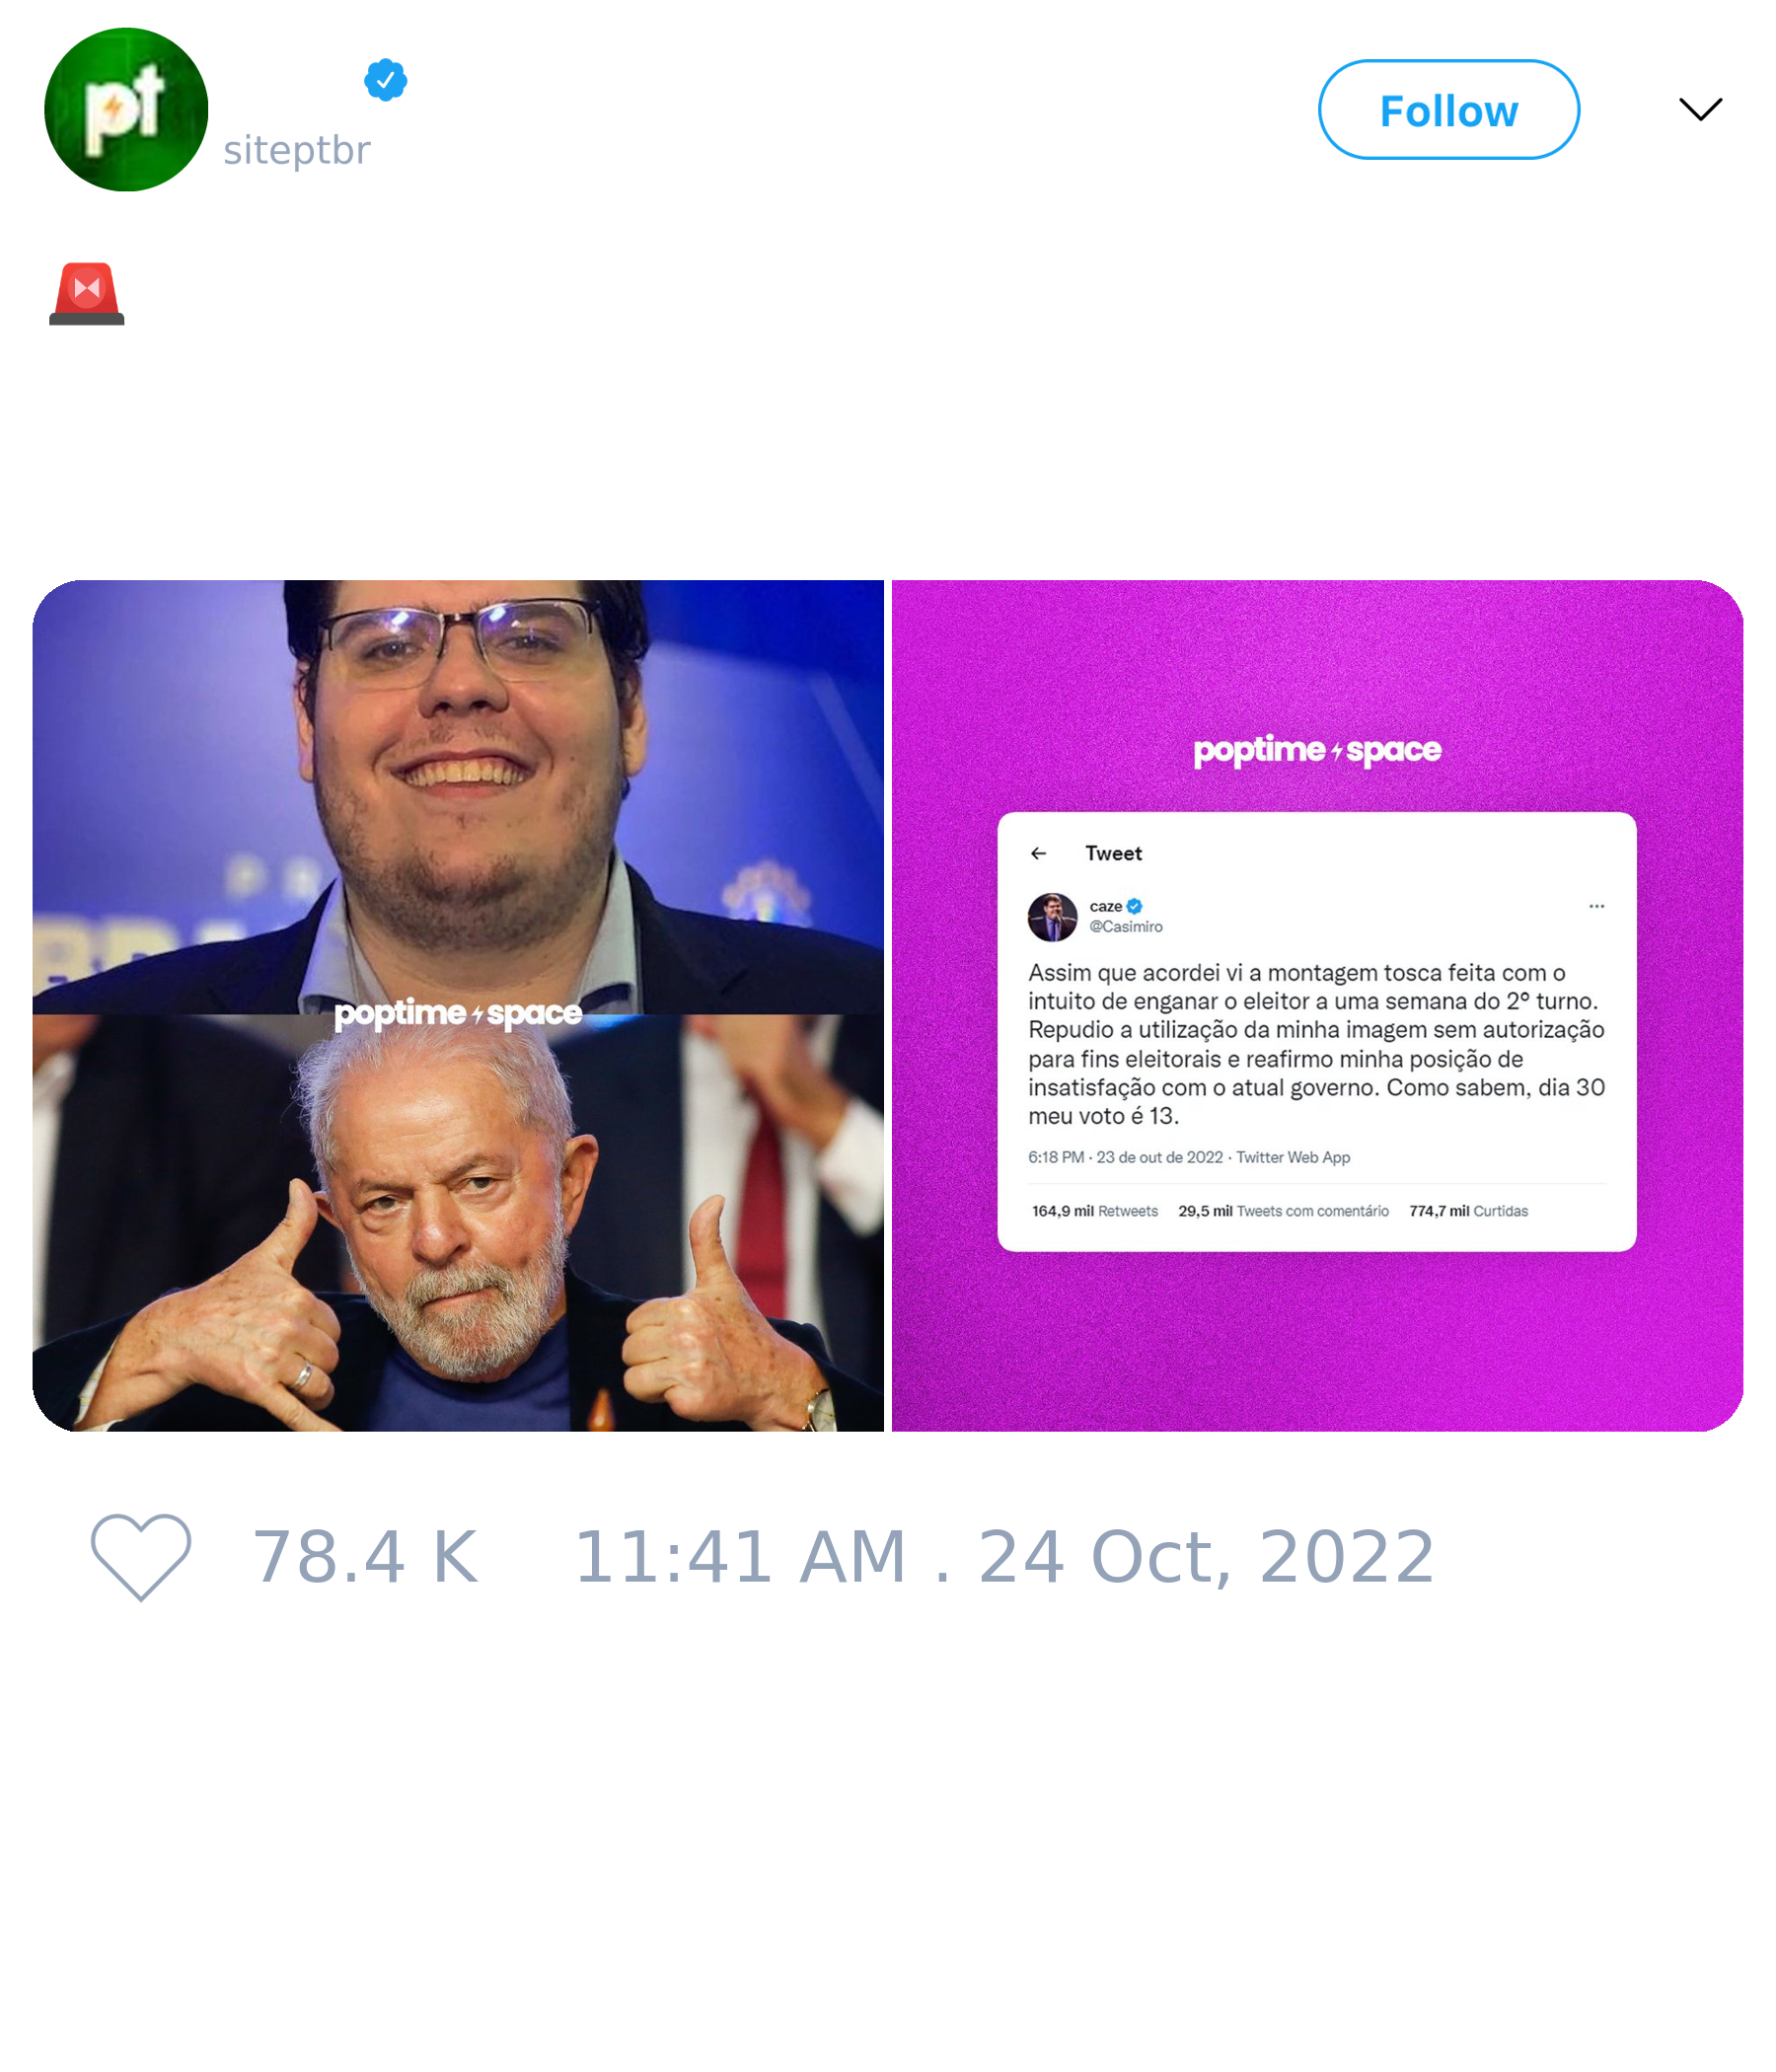 pt
siteptbr
Follow
poptime space
poptime space
Tweet
caze
@Casimiro
Assim que acordei vi a montagem tosca feita com o
intuito de enganar o eleitor a uma semana do 2º turno.
Repudio a utilização da minha imagem sem autorização
para fins eleitorais e reafirmo minha posição de
insatisfação com o atual governo. Como sabem, dia 30
meu voto é 13.
6:18 PM · 23 de out de 2022 · Twitter Web App
164,9 mil Retweets 29,5 mil Tweets com comentário 774,7 mil Curtidas
78.4 K 11:41 AM . 24 Oct, 2022